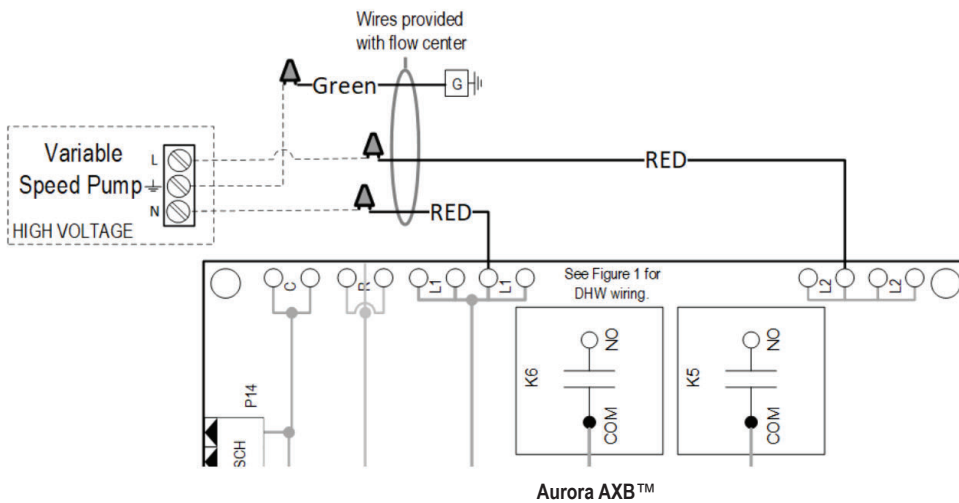 Wires provided
with flow center
Green
G
Variable
Speed Pump
L
N
HIGH VOLTAGE
RED
RED
C
R
L1
L1
See Figure 1 for
DHW wiring.
L2
L2
K6
NO
COM
K5
NO
COM
P14
SCH
Aurora AXB™